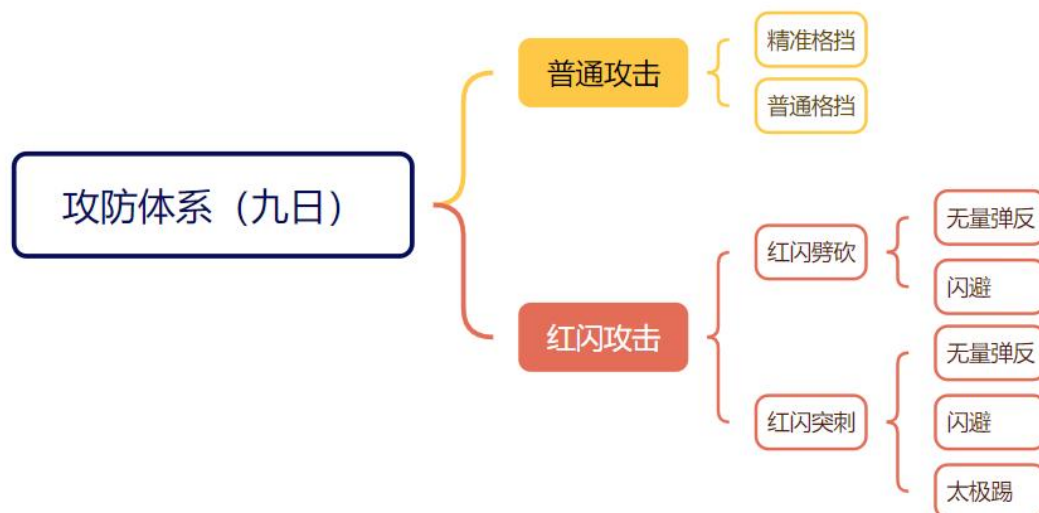 攻防体系（九日）
普通攻击
精准格挡
普通格挡
红闪攻击
红闪劈砍
无量弹反
闪避
红闪突刺
无量弹反
闪避
太极踢